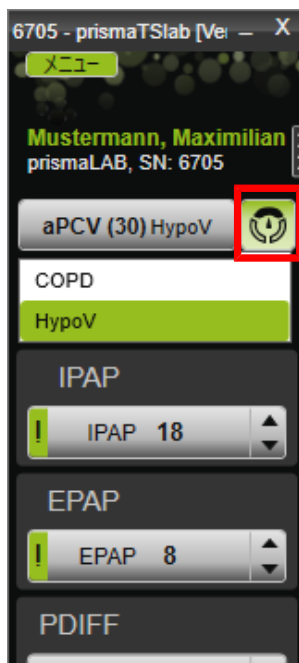 6705 - prismaTSlab [Ver
メニュー
Mustermann, Maximilian
prismaLAB, SN: 6705
aPCV (30) HypoV
COPD
HypoV
IPAP
! IPAP 18
EPAP
! EPAP 8
PDIFF